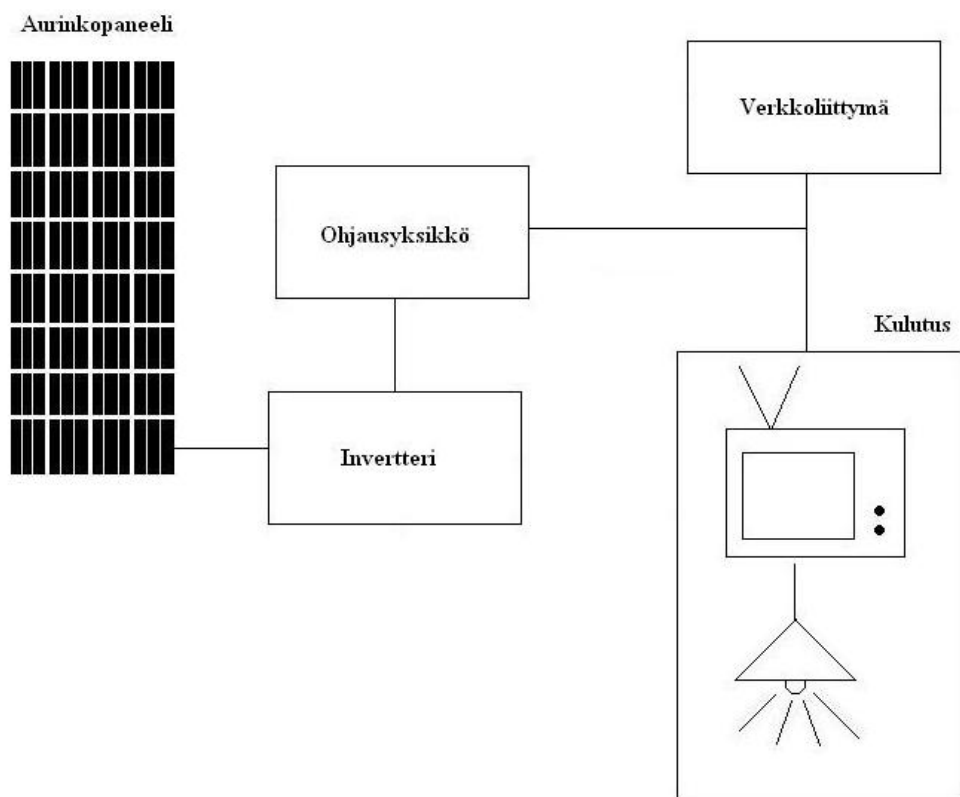 Aurinkopaneeli
Verkkoliittymä
Ohjausyksikkö
Kulutus
Invertteri